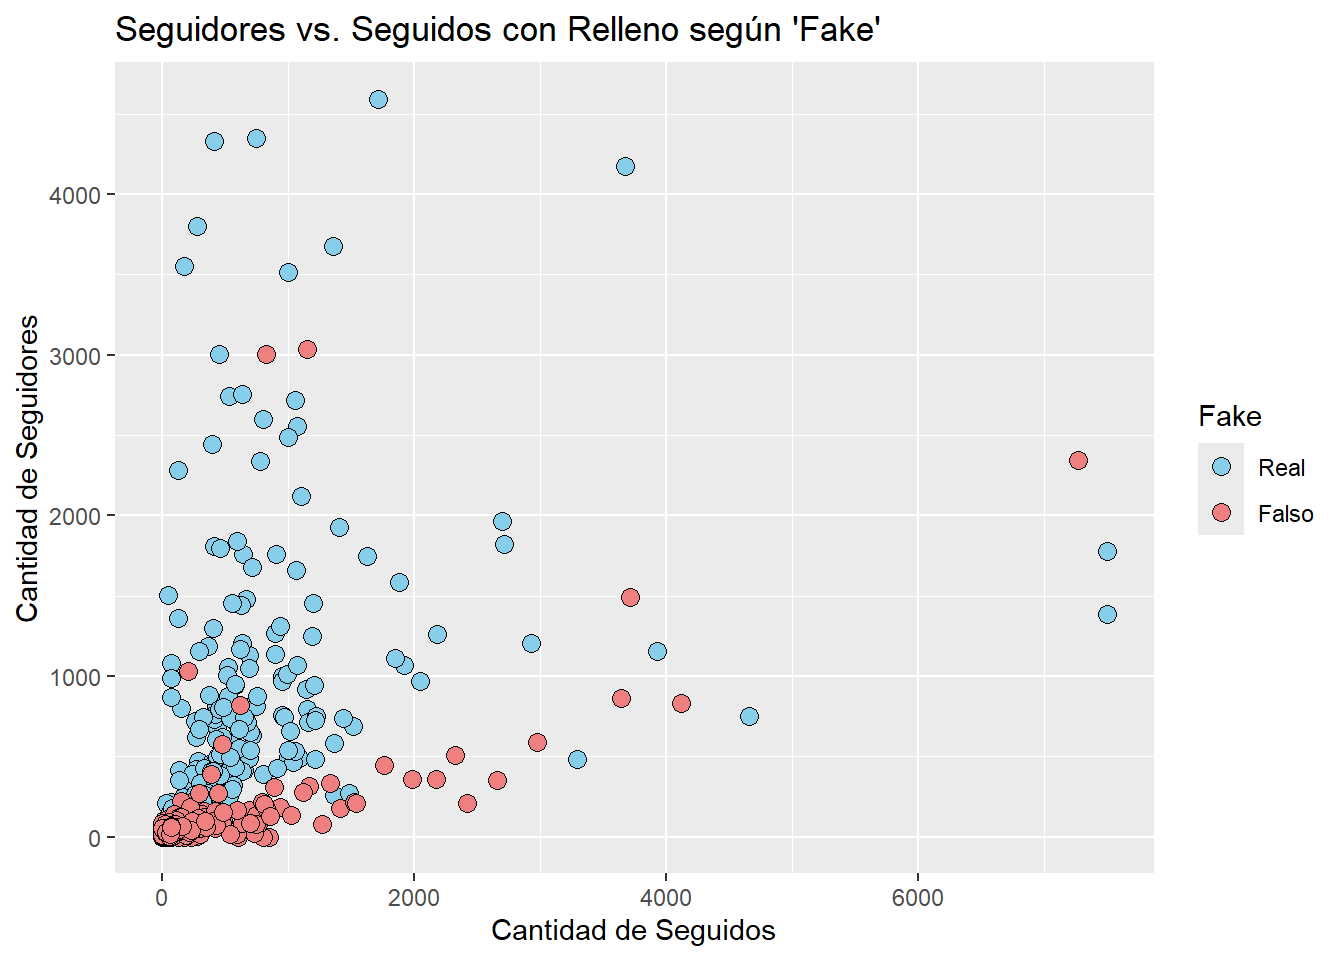 Seguidores vs. Seguidos con Relleno según 'Fake'
Cantidad de Seguidores
4000
3000
2000
1000
0
0
2000
4000
6000
Cantidad de Seguidos
Fake
Real
Falso